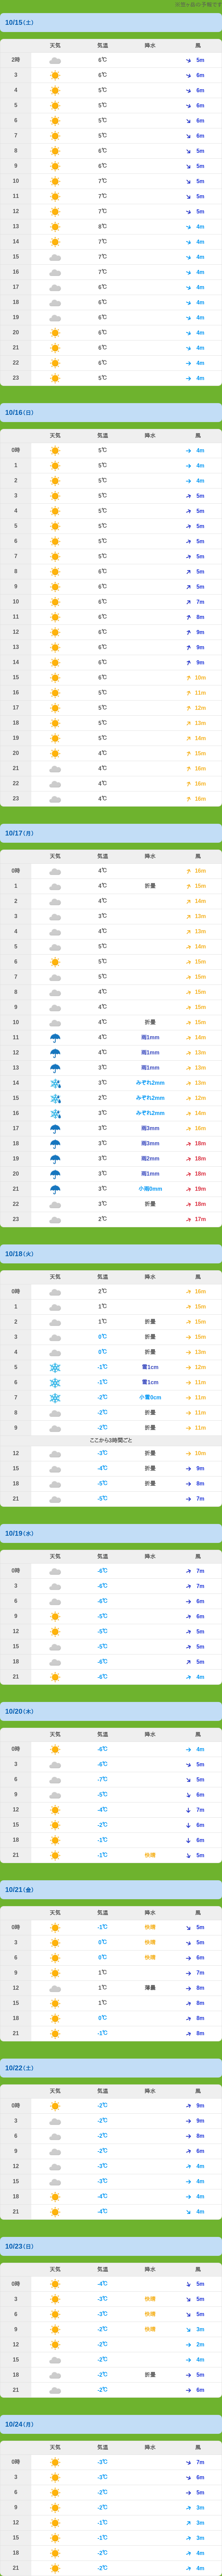 10/15(土)
天気 気温 降水 風
2時 6℃ 5m
3 6℃ 6m
4 5℃ 6m
5 5℃ 6m
6 5℃ 6m
7 5℃ 6m
8 6℃ 5m
9 6℃ 5m
10 7℃ 5m
11 7℃ 5m
12 7℃ 5m
13 8℃ 4m
14 7℃ 4m
15 7℃ 4m
16 7℃ 4m
17 6℃ 4m
18 6℃ 4m
19 6℃ 4m
20 6℃ 4m
21 6℃ 4m
22 6℃ 4m
23 5℃ 4m
10/16(日)
天気 気温 降水 風
0時 5℃ 4m
1 5℃ 4m
2 5℃ 4m
3 5℃ 5m
4 5℃ 5m
5 5℃ 5m
6 5℃ 5m
7 5℃ 5m
8 6℃ 5m
9 6℃ 5m
10 6℃ 7m
11 6℃ 8m
12 6℃ 9m
13 6℃ 9m
14 6℃ 9m
15 6℃ 10m
16 5℃ 11m
17 5℃ 12m
18 5℃ 13m
19 5℃ 14m
20 4℃ 15m
21 4℃ 16m
22 4℃ 16m
23 4℃ 16m
10/17(月)
天気 気温 降水 風
0時 4℃ 16m
1 4℃ 折曇 15m
2 4℃ 14m
3 3℃ 13m
4 4℃ 13m
5 5℃ 14m
6 5℃ 15m
7 5℃ 15m
8 4℃ 15m
9 4℃ 15m
10 4℃ 折曇 15m
11 4℃ 雨1mm 14m
12 4℃ 雨1mm 13m
13 3℃ 雨1mm 13m
14 3℃ みぞれ2mm 13m
15 2℃ みぞれ2mm 12m
16 3℃ みぞれ2mm 14m
17 3℃ 雨3mm 16m
18 3℃ 雨3mm 18m
19 3℃ 雨2mm 18m
20 3℃ 雨1mm 18m
21 3℃ 小雨0mm 19m
22 3℃ 折曇 18m
23 2℃ 17m
10/18(火)
天気 気温 降水 風
0時 2℃ 16m
1 1℃ 15m
2 1℃ 折曇 15m
3 0℃ 折曇 15m
4 0℃ 折曇 13m
5 -1℃ 雪1cm 12m
6 -1℃ 雪1cm 11m
7 -2℃ 小雪0cm 11m
8 -2℃ 折曇 11m
9 -2℃ 折曇 11m
ここから3時間ごと
12 -3℃ 折曇 10m
15 -4℃ 折曇 9m
18 -5℃ 折曇 8m
21 -5℃ 7m
10/19(水)
天気 気温 降水 風
0時 -6℃ 7m
3 -6℃ 7m
6 -6℃ 6m
9 -5℃ 6m
12 -5℃ 5m
15 -5℃ 5m
18 -6℃ 5m
21 -6℃ 4m
10/20(木)
天気 気温 降水 風
0時 -6℃ 4m
3 -6℃ 5m
6 -7℃ 5m
9 -5℃ 6m
12 -4℃ 7m
15 -2℃ 6m
18 -1℃ 6m
21 -1℃ 快晴 5m
10/21(金)
天気 気温 降水 風
0時 -1℃ 快晴 5m
3 0℃ 快晴 5m
6 0℃ 快晴 6m
9 1℃ 7m
12 1℃ 薄曇 8m
15 1℃ 8m
18 0℃ 8m
21 -1℃ 8m
10/22(土)
天気 気温 降水 風
0時 -2℃ 9m
3 -2℃ 9m
6 -2℃ 8m
9 -2℃ 6m
12 -3℃ 4m
15 -3℃ 4m
18 -4℃ 4m
21 -4℃ 4m
10/23(日)
天気 気温 降水 風
0時 -4℃ 5m
3 -3℃ 快晴 5m
6 -3℃ 快晴 5m
9 -2℃ 快晴 3m
12 -2℃ 2m
15 -2℃ 4m
18 -2℃ 折曇 5m
21 -2℃ 6m
10/24(月)
天気 気温 降水 風
0時 -3℃ 7m
3 -3℃ 6m
6 -2℃ 5m
9 -2℃ 3m
12 -1℃ 3m
15 -1℃ 3m
18 -2℃ 4m
21 -2℃ 4m